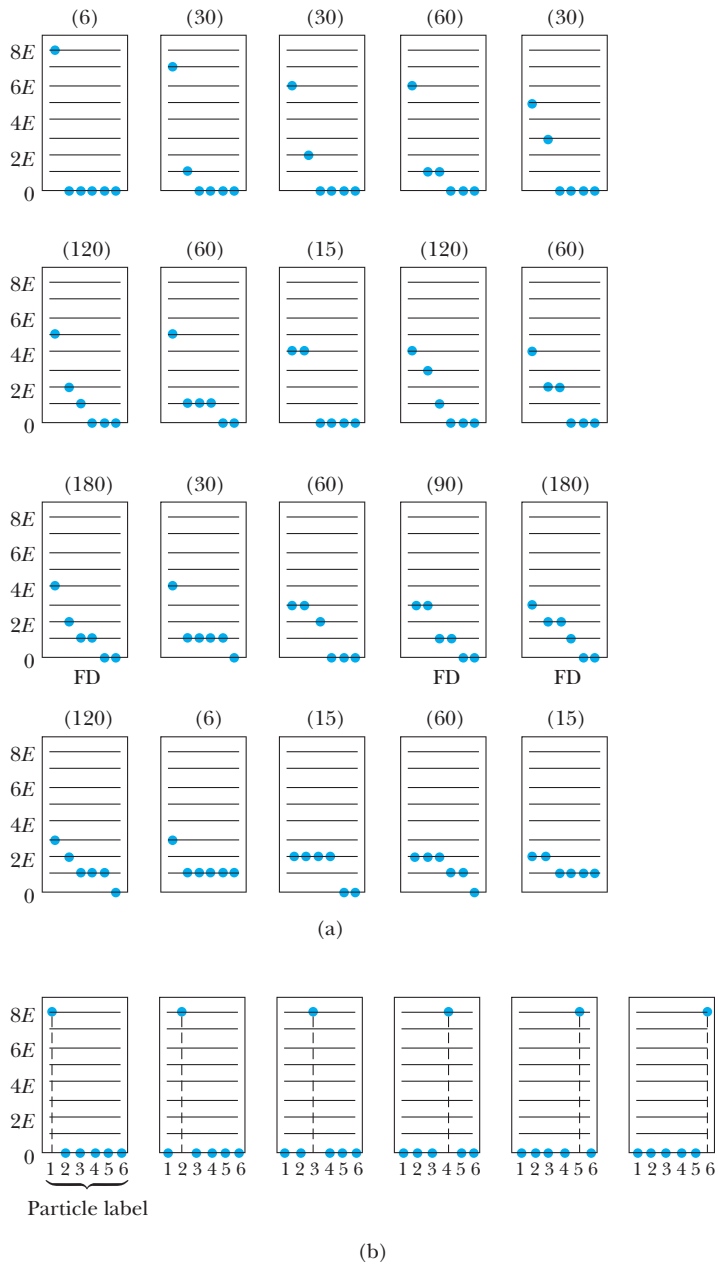 (6) (30) (30) (60) (30)
8E
6E
4E
2E
0
(120) (60) (15) (120) (60)
8E
6E
4E
2E
0
(180) (30) (60) (90) (180)
8E
6E
4E
2E
0
FD FD FD
(120) (6) (15) (60) (15)
8E
6E
4E
2E
0
(a)
8E
6E
4E
2E
0
1 2 3 4 5 6 1 2 3 4 5 6 1 2 3 4 5 6 1 2 3 4 5 6 1 2 3 4 5 6 1 2 3 4 5 6
Particle label
(b)